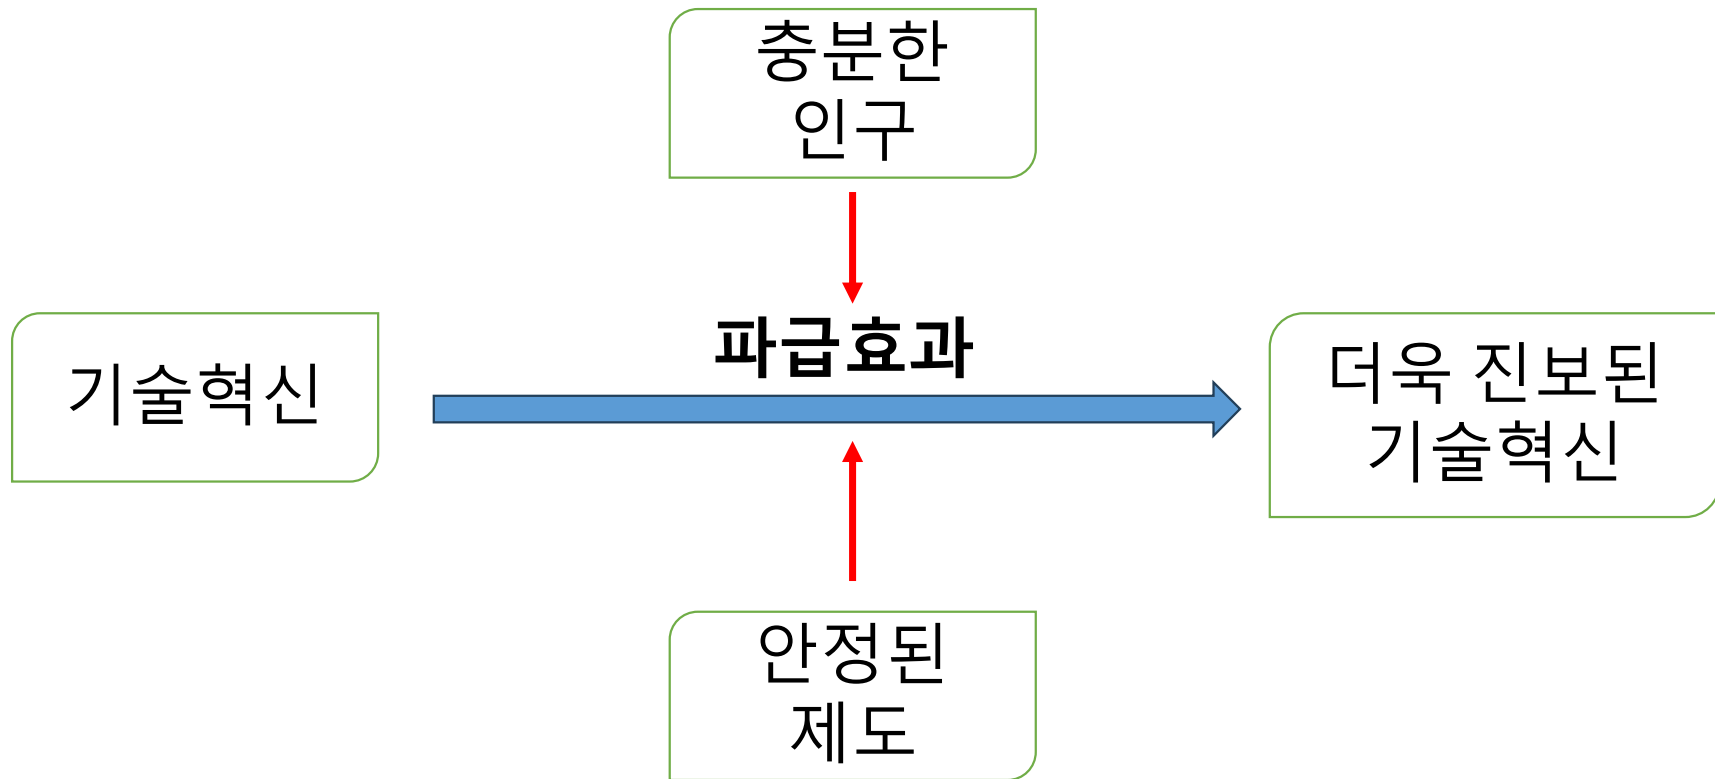 충분한
인구
파급효과
기술혁신
더욱 진보된
기술혁신
안정된
제도